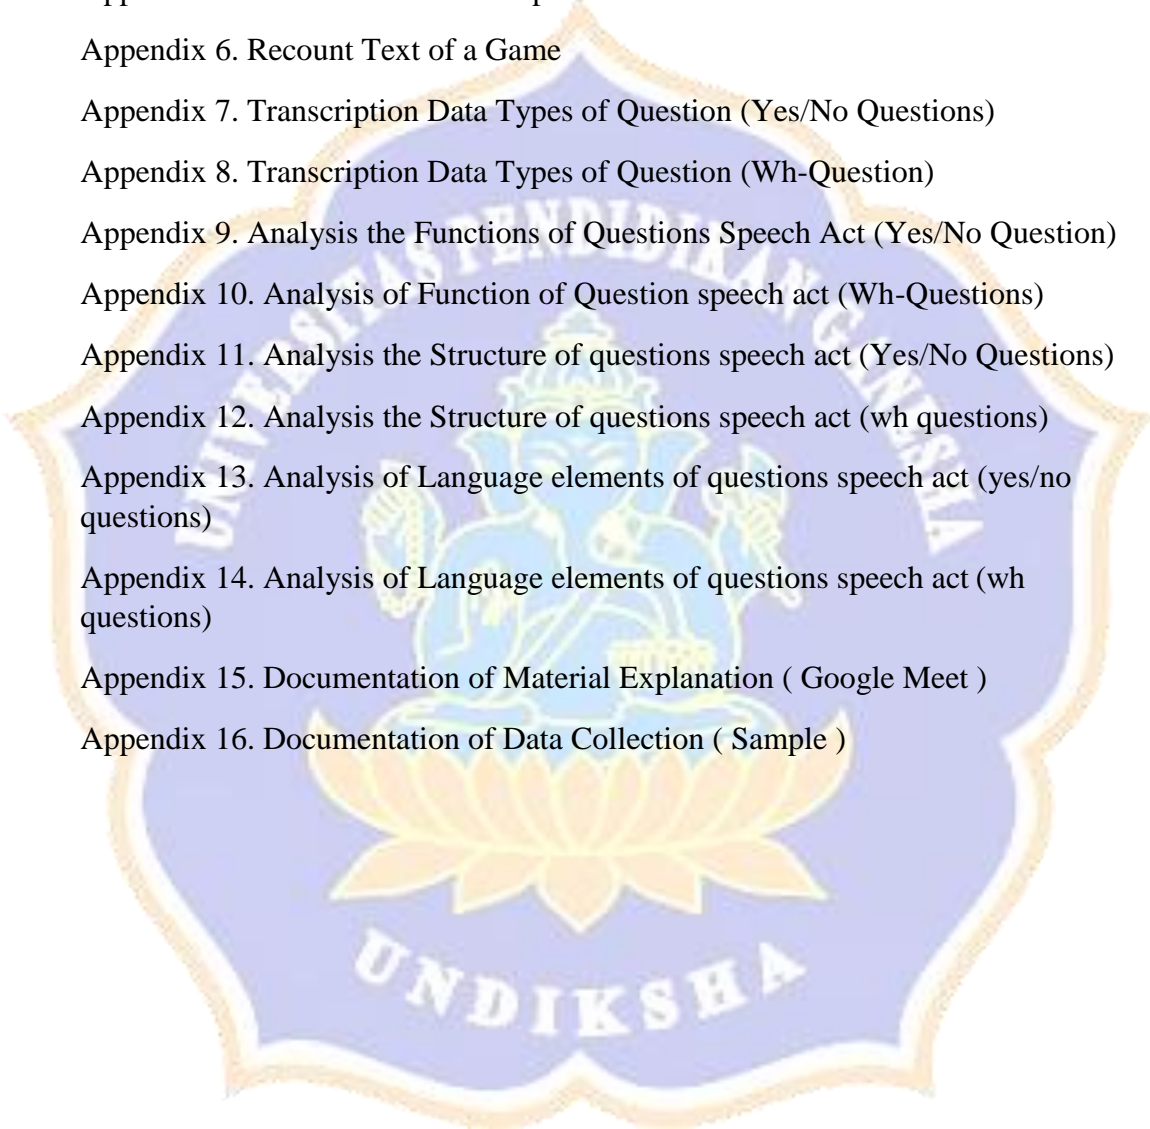 Appendix 6. Recount Text of a Game
Appendix 7. Transcription Data Types of Question (Yes/No Questions)
Appendix 8. Transcription Data Types of Question (Wh-Question)
Appendix 9. Analysis the Functions of Questions Speech Act (Yes/No Question)
Appendix 10. Analysis of Function of Question speech act (Wh-Questions)
Appendix 11. Analysis the Structure of questions speech act (Yes/No Questions)
Appendix 12. Analysis the Structure of questions speech act (wh questions)
Appendix 13. Analysis of Language elements of questions speech act (yes/no
questions)
Appendix 14. Analysis of Language elements of questions speech act (wh
questions)
Appendix 15. Documentation of Material Explanation ( Google Meet )
Appendix 16. Documentation of Data Collection ( Sample )
UNIVERSITAS PENDIDIKAN GANESHA
UNDIKSHA